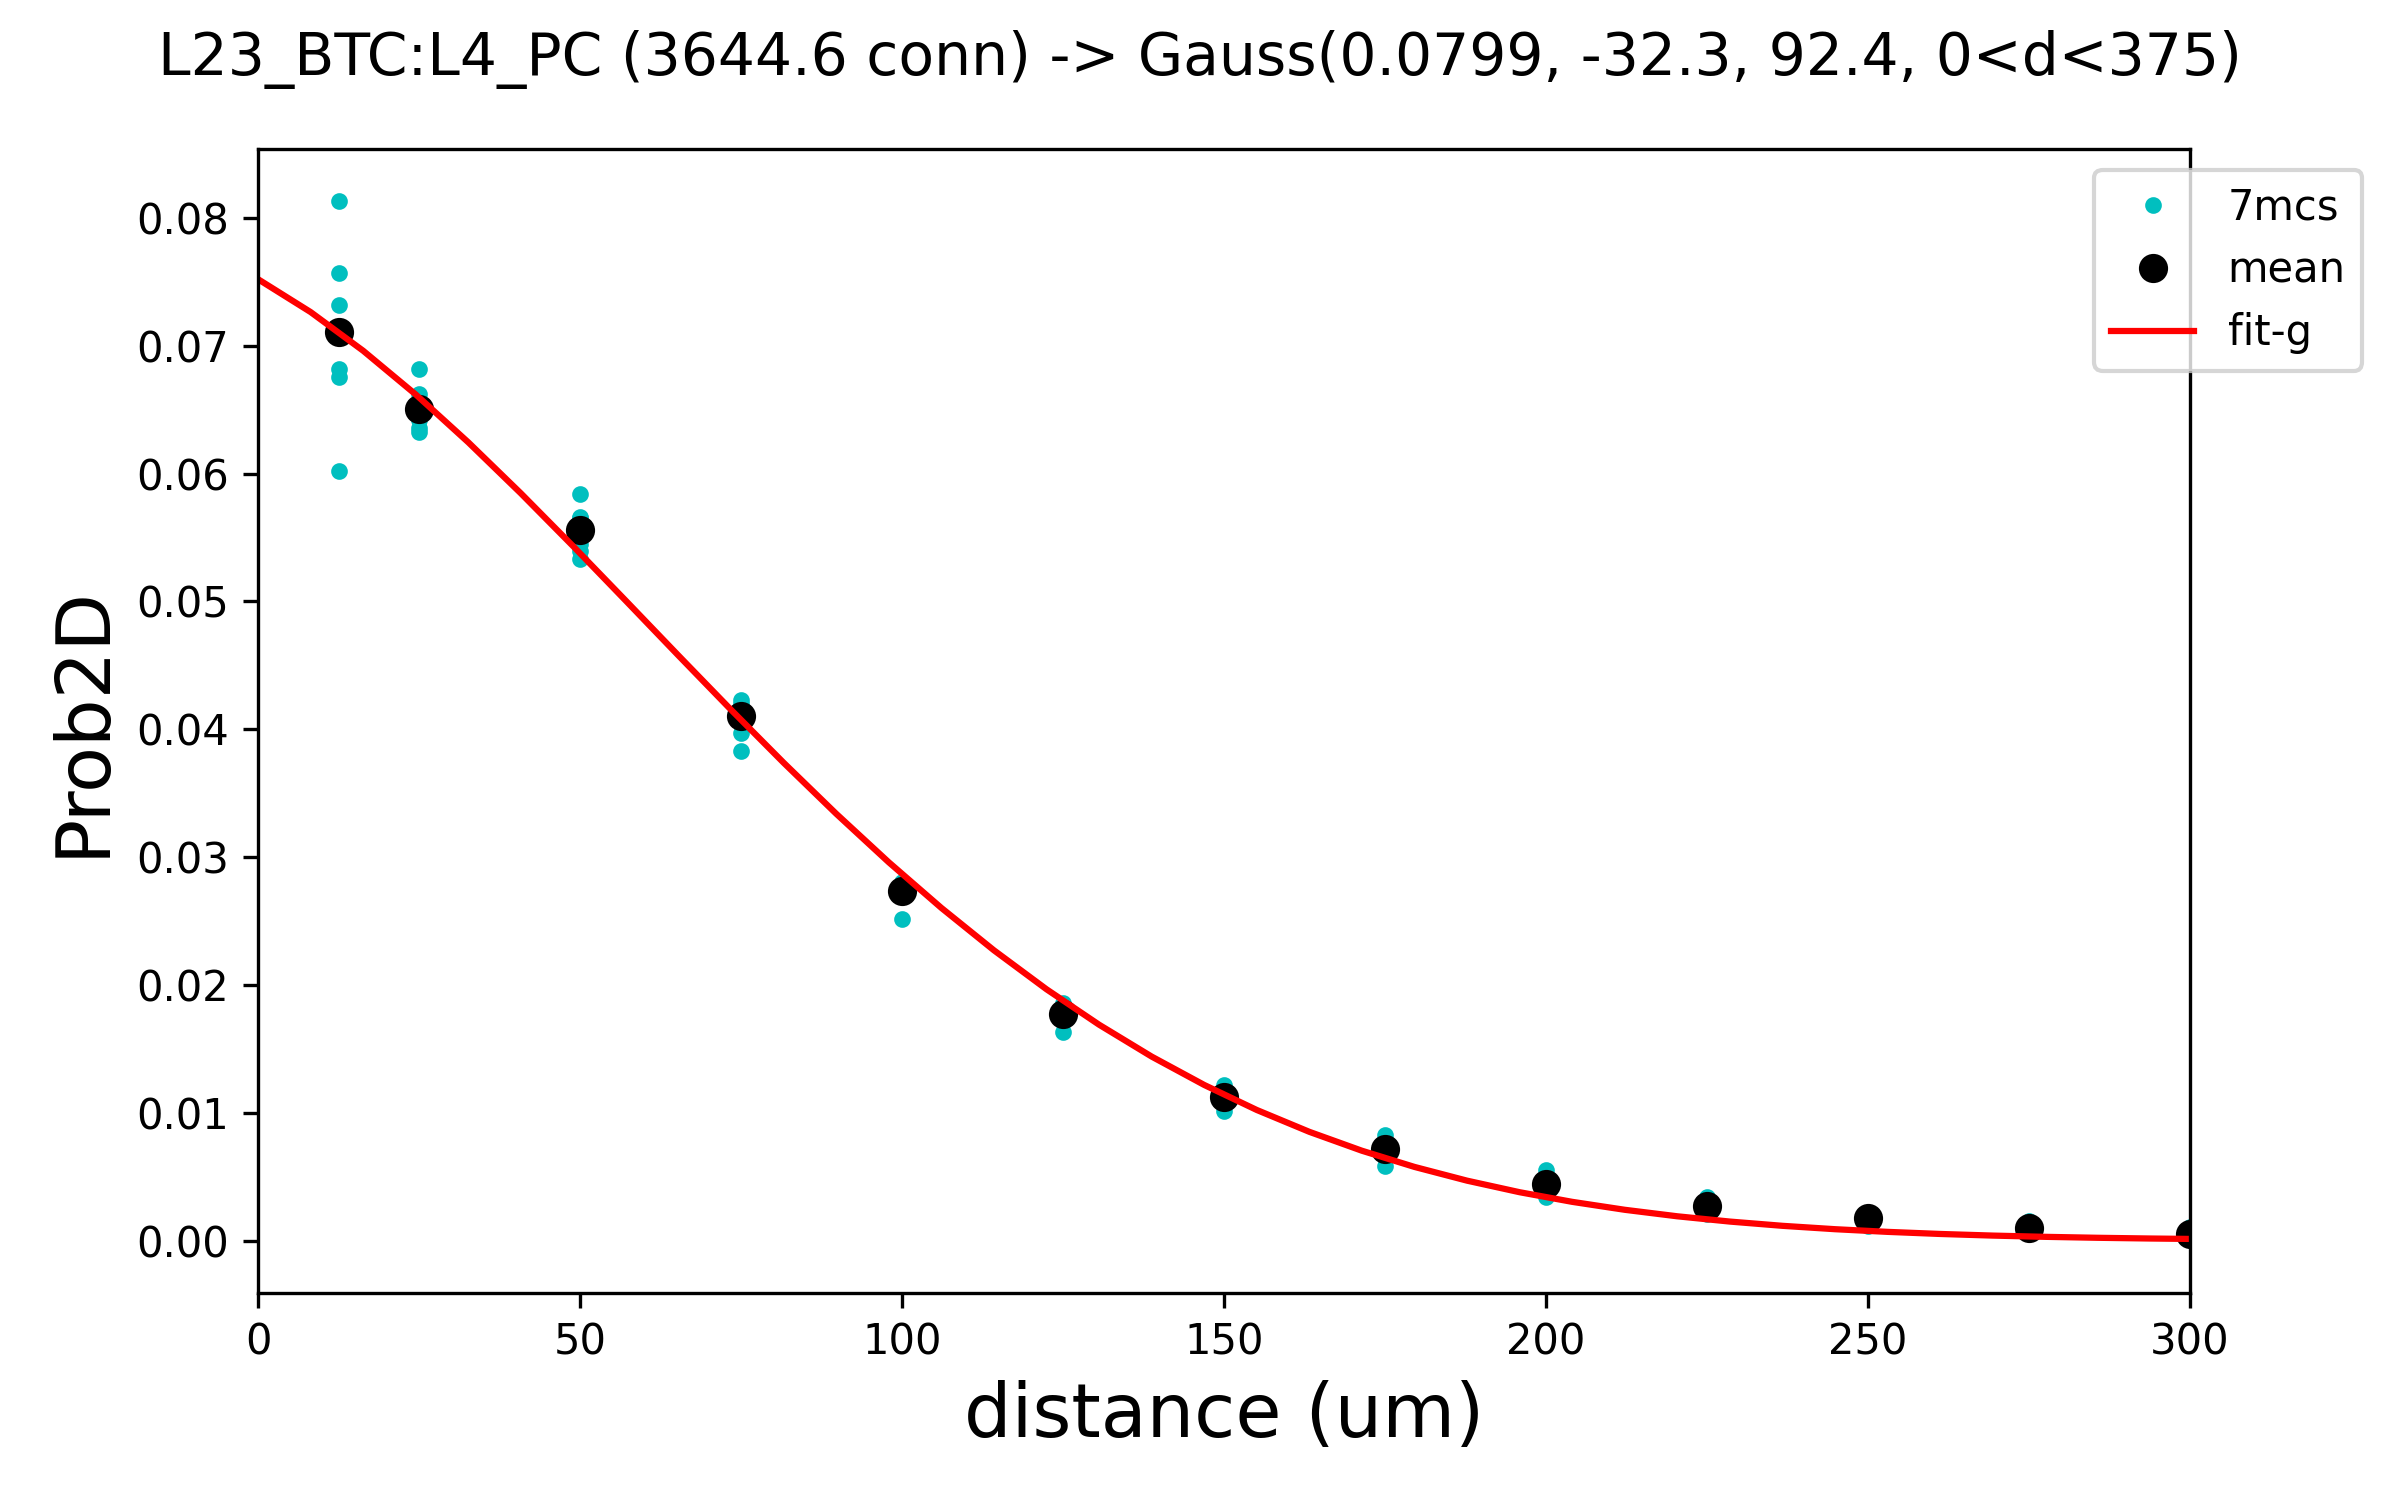 L23_BTC:L4_PC (3644.6 conn) -> Gauss(0.0799, -32.3, 92.4, 0<d<375)
7mcs
mean
fit-g
Prob2D
0.08
0.07
0.06
0.05
0.04
0.03
0.02
0.01
0.00
0 50 100 150 200 250 300
distance (um)